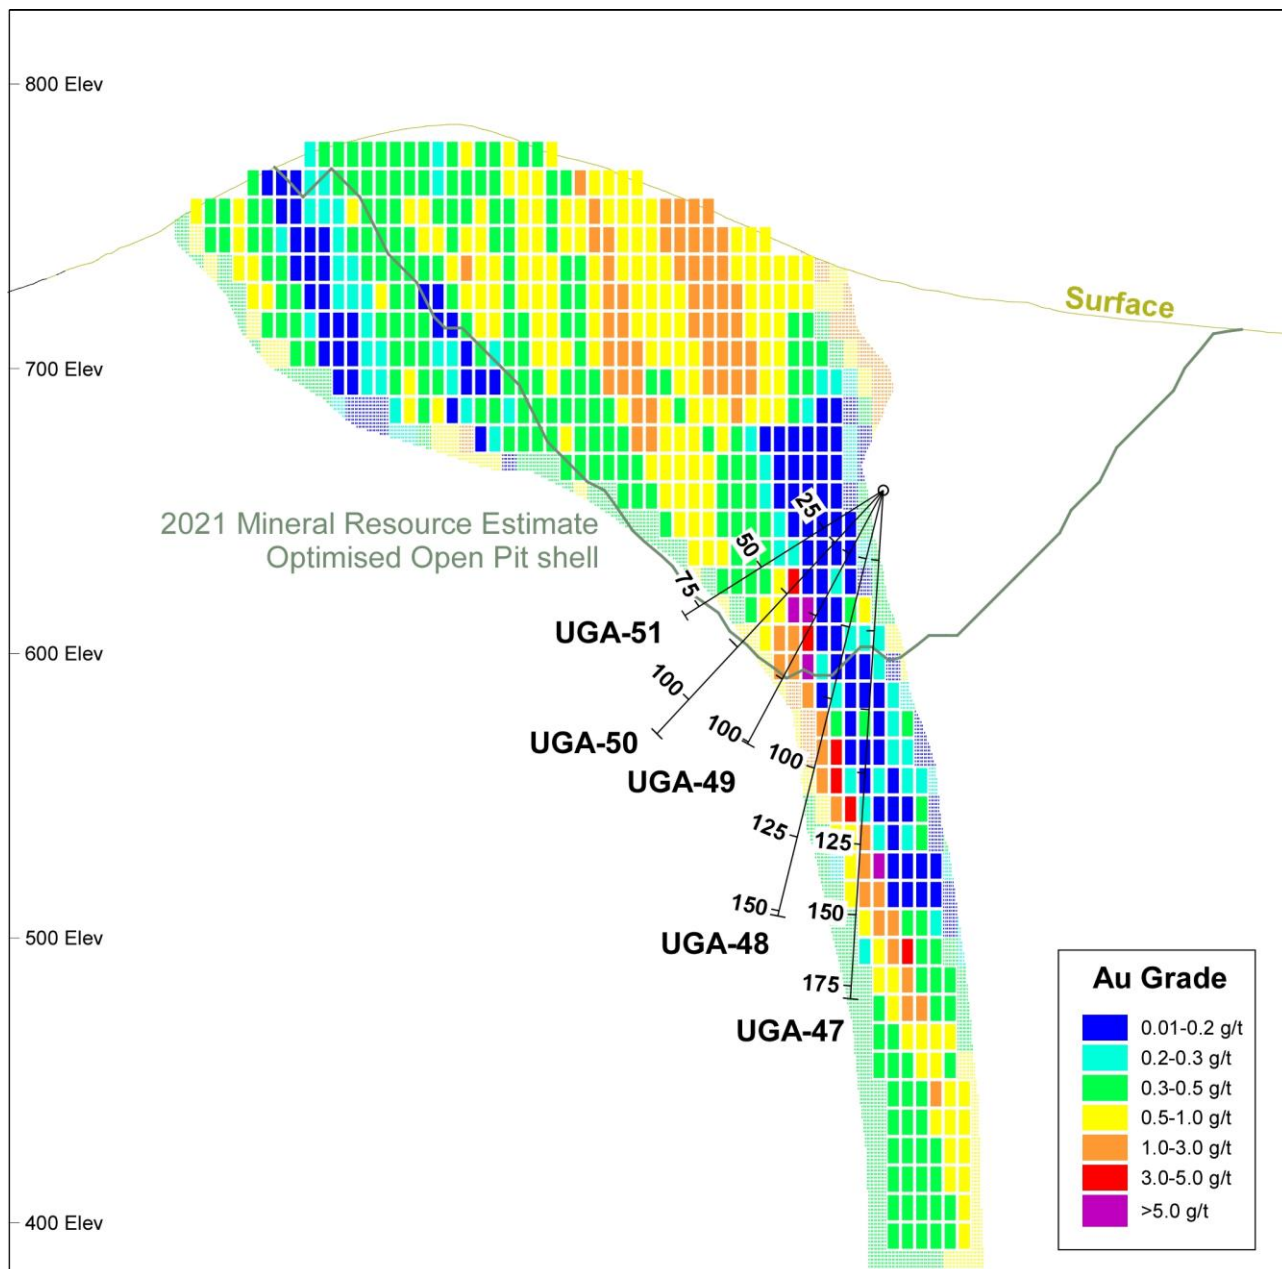 800 Elev
Surface
700 Elev
25
2021 Mineral Resource Estimate
Optimised Open Pit shell
50
75
UGA-51
600 Elev
100
UGA-50
100
100
UGA-49
125
125
150
150
UGA-48
500 Elev
175
UGA-47
Au Grade
0.01-0.2 g/t
0.2-0.3 g/t
0.3-0.5 g/t
0.5-1.0 g/t
1.0-3.0 g/t
3.0-5.0 g/t
>5.0 g/t
400 Elev